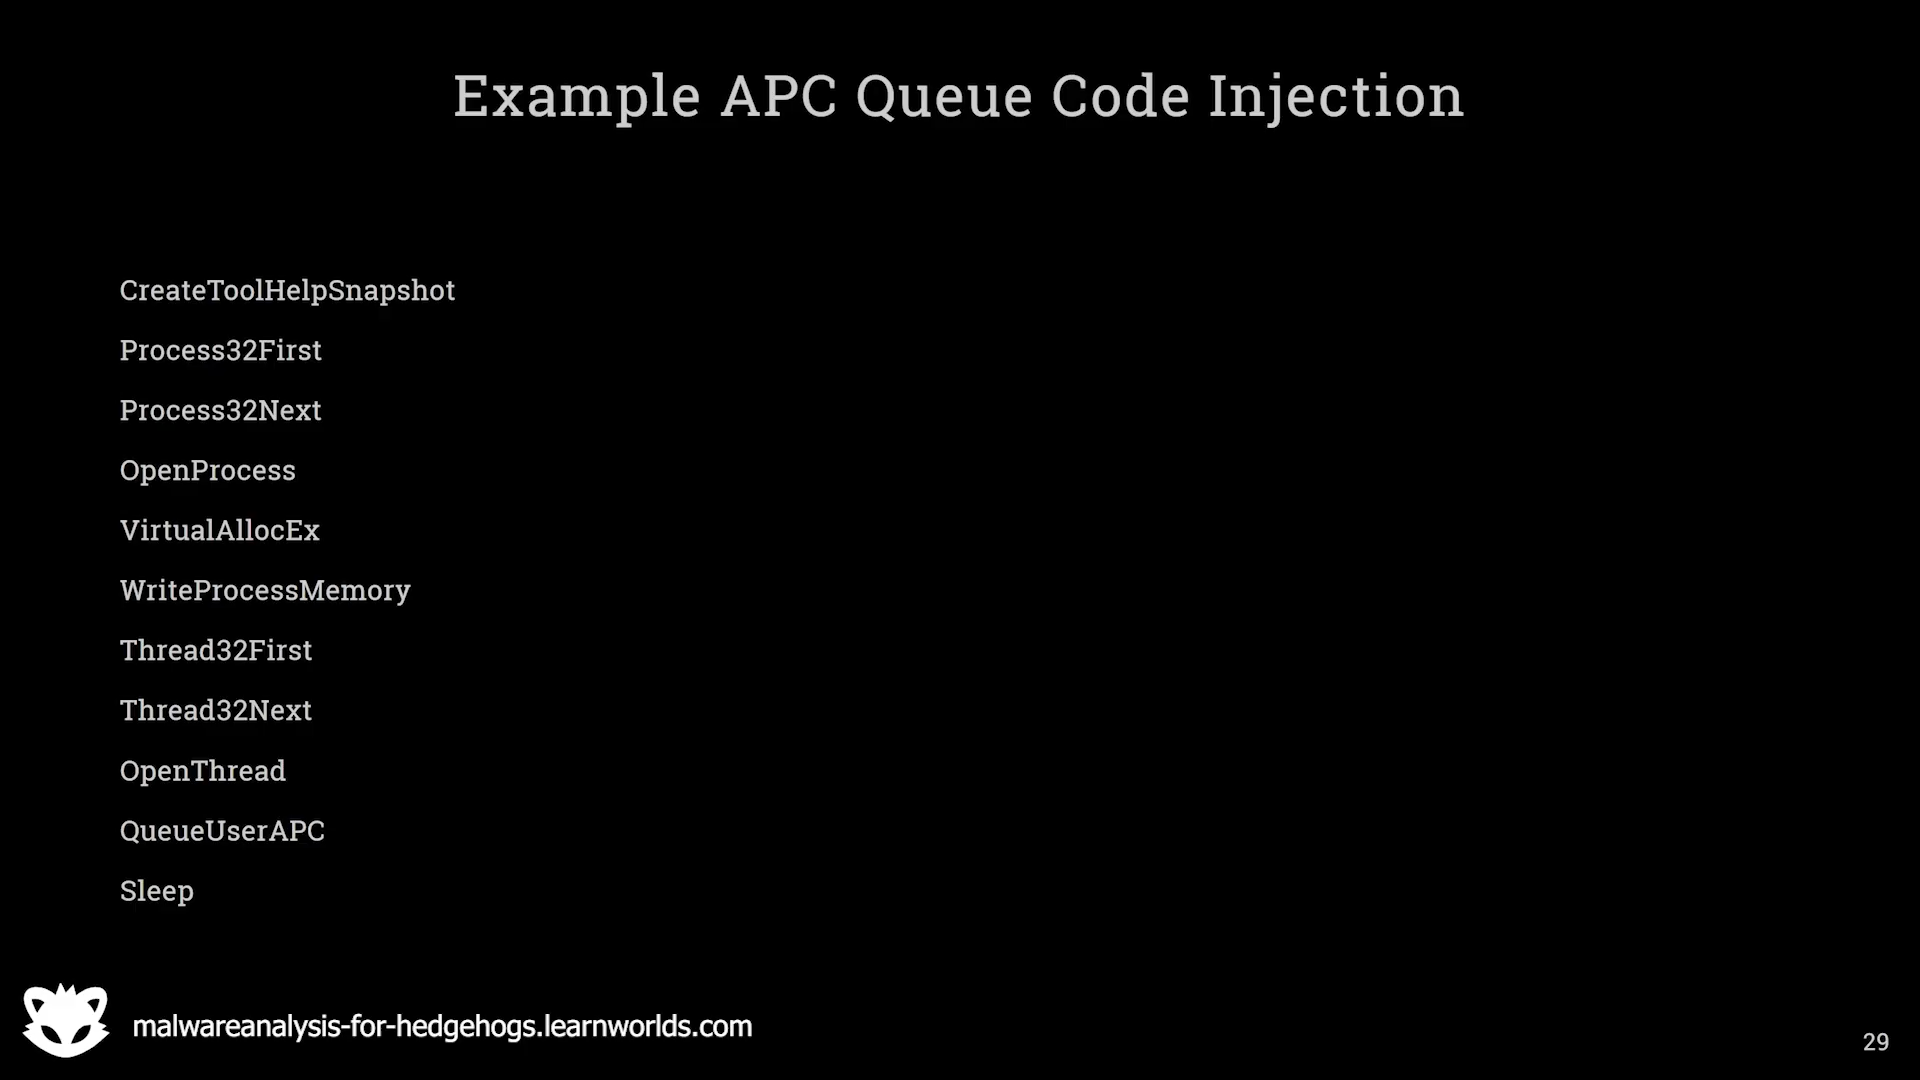 Example APC Queue Code Injection
CreateToolHelpSnapshot
Process32First
Process32Next
OpenProcess
VirtualAllocEx
WriteProcessMemory
Thread32First
Thread32Next
OpenThread
QueueUserAPC
Sleep
malwareanalysis-for-hedgehogs.learnworlds.com
29